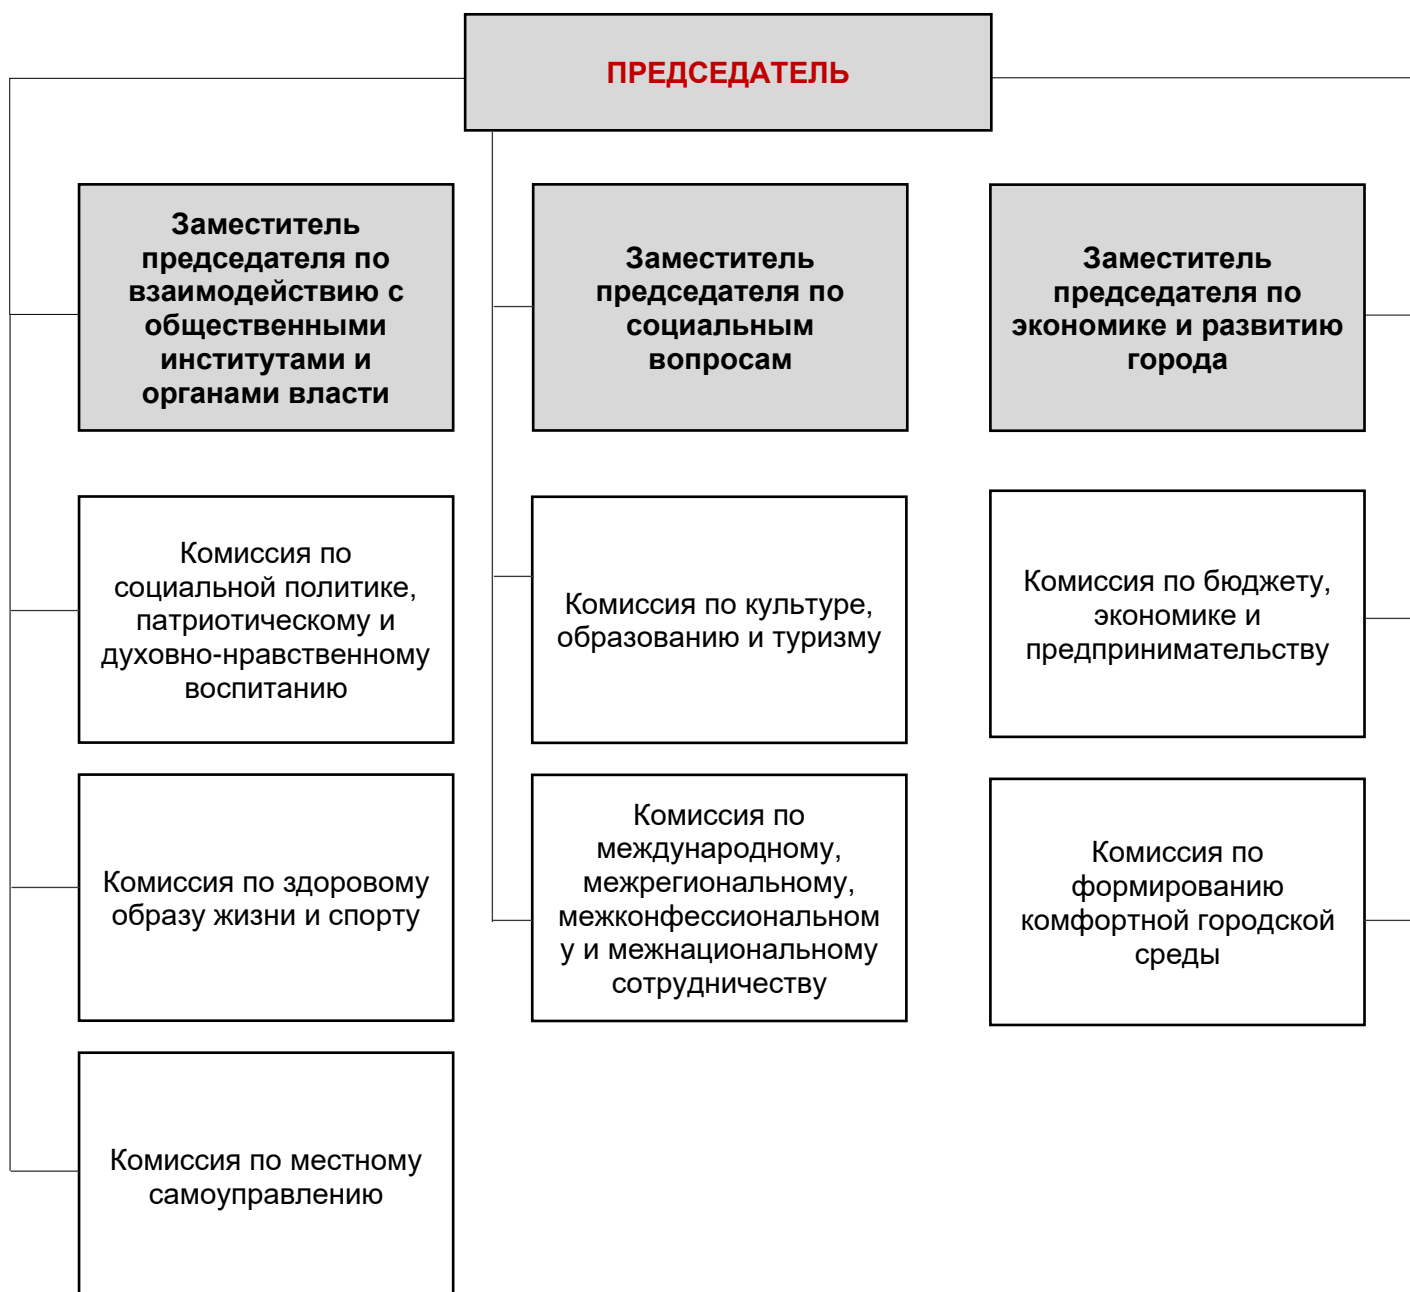 ПРЕДСЕДАТЕЛЬ
Заместитель
председателя по
взаимодействию с
общественными
институтами и
органами власти
Заместитель
председателя по
социальным
вопросам
Заместитель
председателя по
экономике и развитию
города
Комиссия по
социальной политике,
патриотическому и
духовно-нравственному
воспитанию
Комиссия по культуре,
образованию и туризму
Комиссия по бюджету,
экономике и
предпринимательству
Комиссия по здоровому
образу жизни и спорту
Комиссия по
международному,
межрегиональному,
межконфессиональном
у и межнациональному
сотрудничеству
Комиссия по
формированию
комфортной городской
среды
Комиссия по местному
самоуправлению